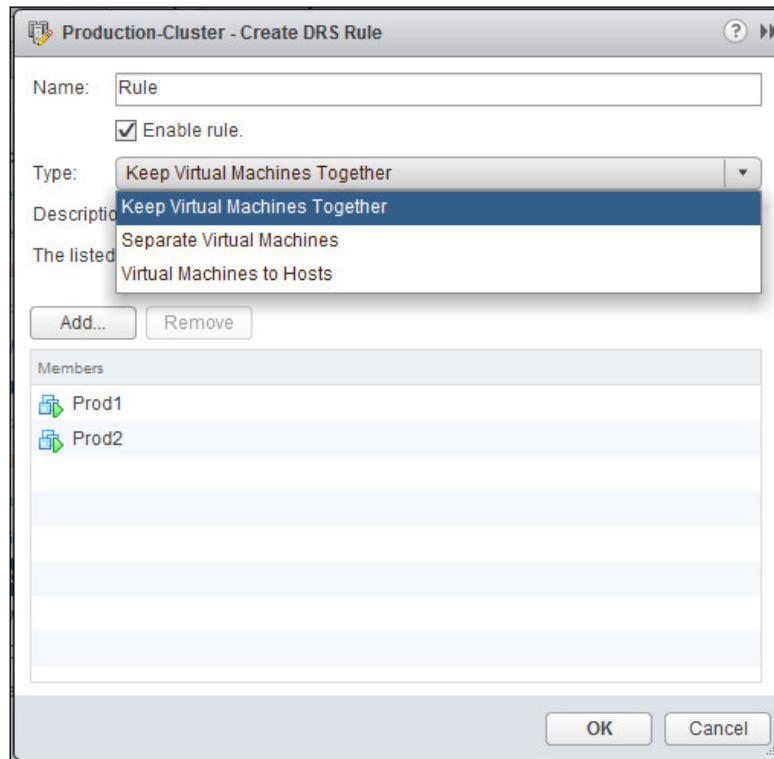 Production-Cluster - Create DRS Rule ?
Name: Rule
Enable rule.
Type: Keep Virtual Machines Together
Descriptio Keep Virtual Machines Together
Separate Virtual Machines
The listed
Virtual Machines to Hosts
Add... Remove
Members
Prod1
Prod2
OK Cancel